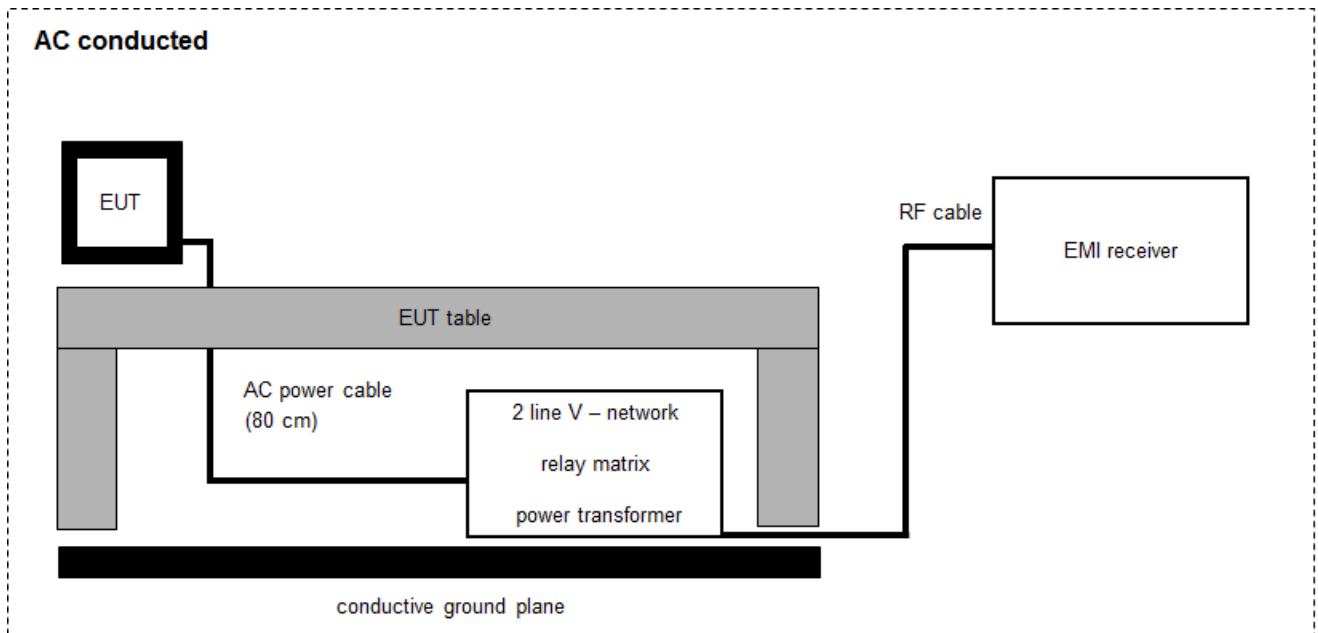 AC conducted
EUT
RF cable
EMI receiver
EUT table
AC power cable
(80 cm)
2 line V – network
relay matrix
power transformer
conductive ground plane